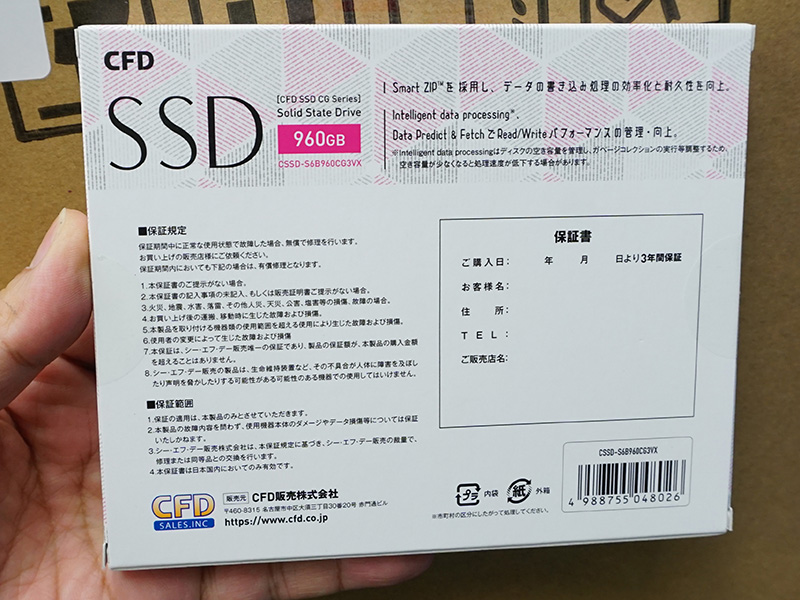 CFD
SSD
[CFD SSD CG Series]
Solid State Drive
960GB
CSSD-S6B960CG3VX
Smart ZIP™を採用し、データの書き込み処理の効率化と耐久性を向上。
Intelligent data processing*、
Data Predict & FetchでRead/Writeパフォーマンスの管理・向上。
※Intelligent data processingはディスクの空き容量を管理し、ガベージコレクションの実行等調整するため、
空き容量が少なくなると処理速度が低下する場合があります。
■保証規定
保証期間中に正常な使用状態で故障した場合、無償で修理を行います。
お買い上げの販売店様にご依頼ください。
保証期間内においても下記の場合は、有償修理となります。
1.本保証書のご提示がない場合。
2.本保証書の記入事項の未記入、もしくは販売証明書ご提示がない場合。
3.火災、地震、水害、落雷、その他人災、天災、公害、塩害等の損傷、故障の場合。
4.お買い上げ後の運搬、移動時に生じた故障および損傷。
5.本製品を取り付ける機器類の使用範囲を超える使用により生じた故障および損傷。
6.使用者の変更によって生じた故障および損傷
7.本保証は、シー・エフ・デー販売唯一の保証であり、製品の保証額が、本製品の購入金額
を超えることはありません。
8.シー・エフ・デー販売の製品は、生命維持装置など、その不具合が人体に障害を及ぼし
たり声明を脅かしたりする可能性がある可能性のある機器での使用してはいけません。
■保証範囲
1.保証の適用は、本製品のみとさせていただきます。
2.本製品の故障内容を問わず、使用機器本体のダメージやデータ損傷等については保証
いたしかねます。
3.シー・エフ・デー販売株式会社は、本保証規定に基づき、シー・エフ・デー販売の裁量で、
修理または同等品との交換を行います。
4.本保証書は日本国内においてのみ有効です。
保証書
ご購入日： 年 月 日より3年間保証
お客様名：
住 所：
TEL：
ご販売店名：
CFD
SALES.INC
販売元 CFD販売株式会社
〒460-8315 名古屋市中区大須三丁目30番20号 赤門通ビル
https://www.cfd.co.jp
プラ 内袋 紙 外箱
※市町村の区分にしたがって処理してください。
CSSD-S6B960CG3VX
4 988755 048026